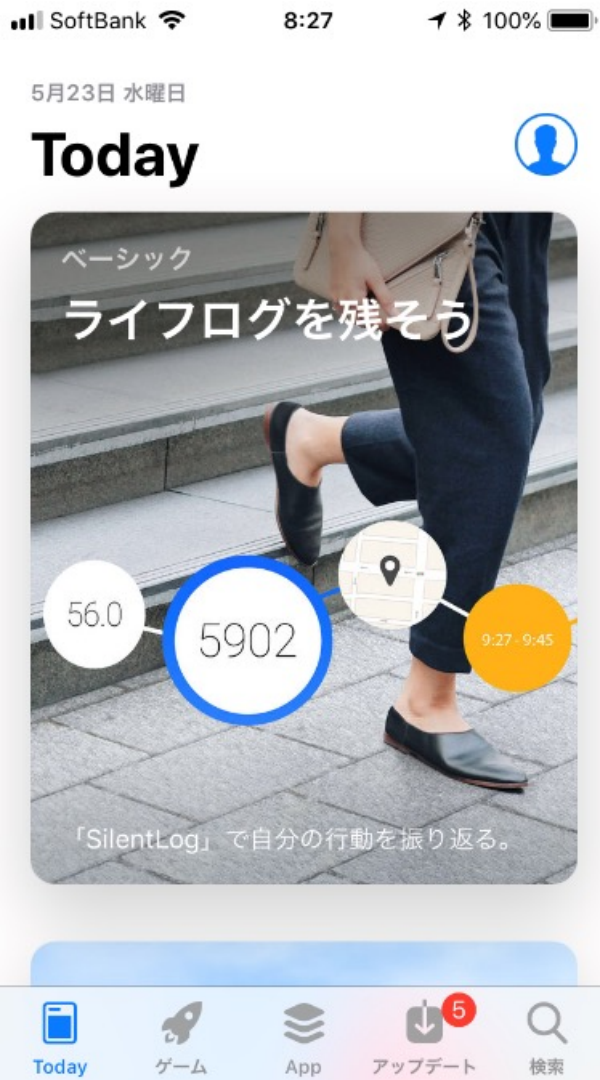 SoftBank 8:27 100%
5月23日 水曜日
Today
ベーシック
ライフログを残そう
56.0
5902
9:27 - 9:45
「SilentLog」で自分の行動を振り返る。
5
Today ゲーム App アップデート 検索